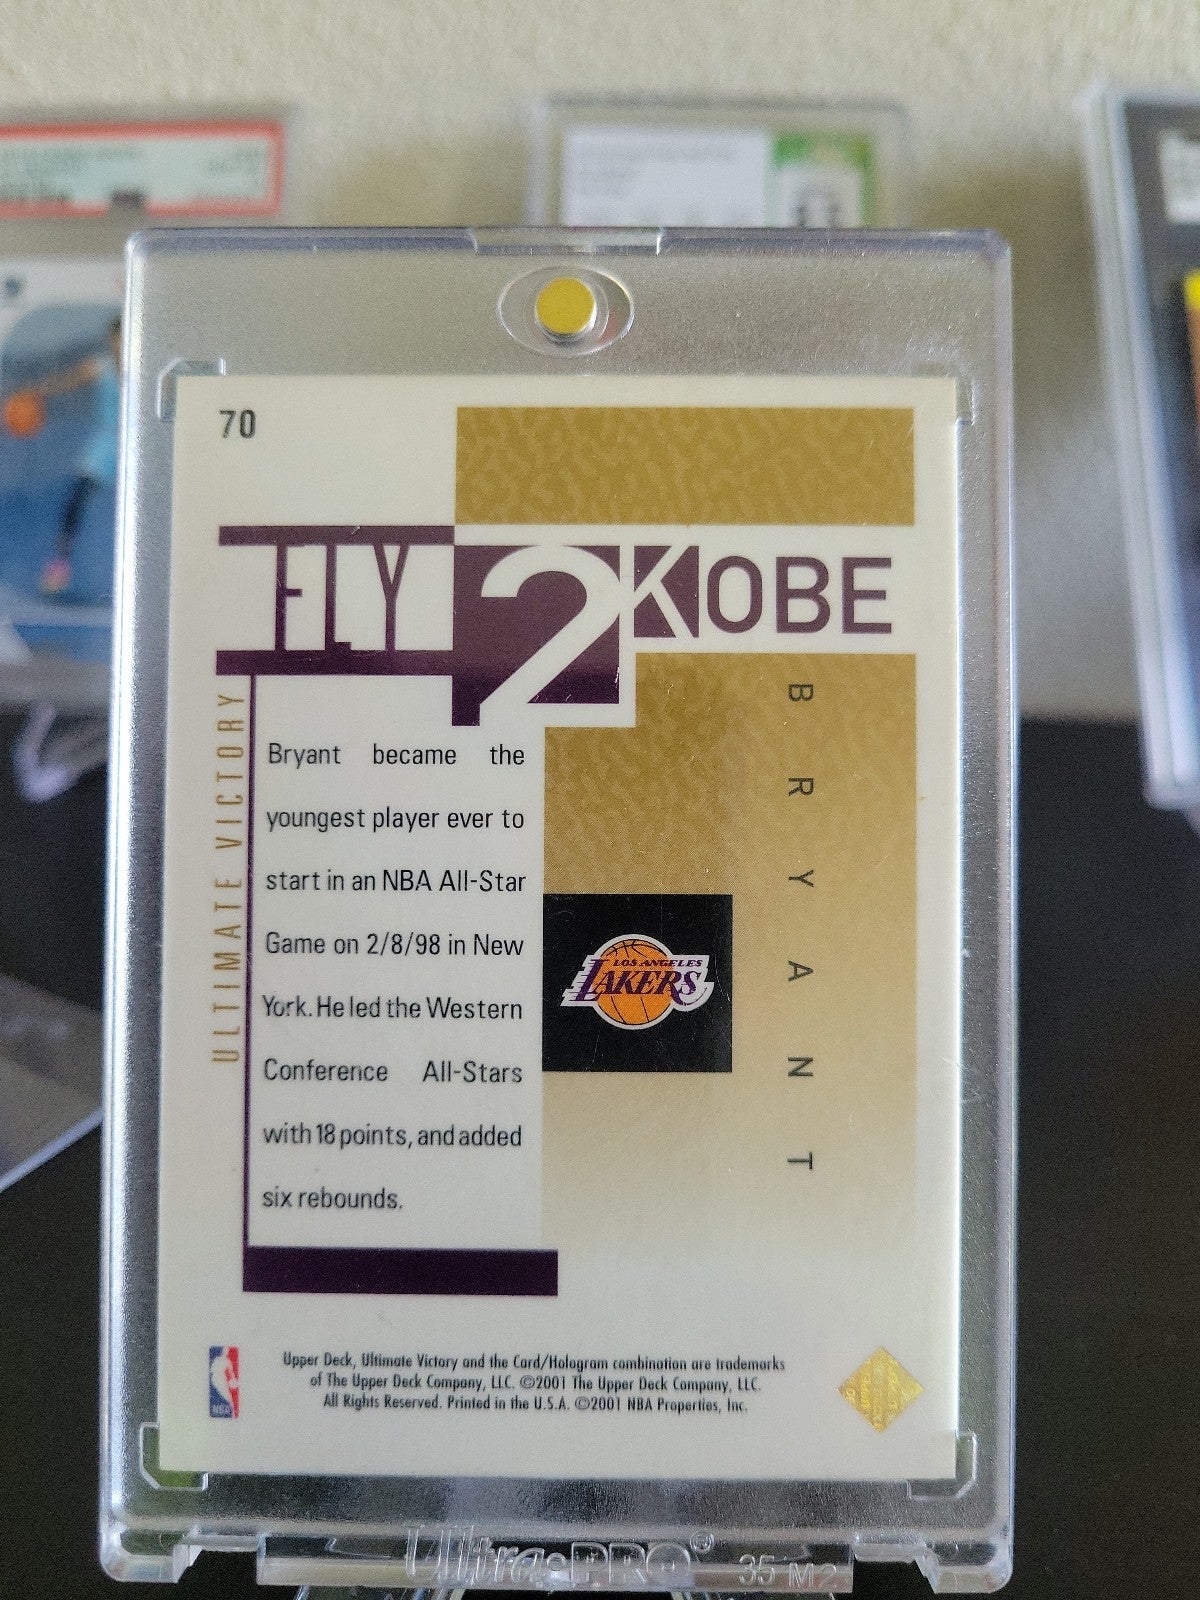 70
FLY 2 KOBE
BRYANT
ULTIMATE VICTORY
Bryant became the
youngest player ever to
start in an NBA All-Star
Game on 2/8/98 in New
York. He led the Western
Conference All-Stars
with 18 points, and added
six rebounds.
LOS ANGELES
LAKERS
NBA
Upper Deck, Ultimate Victory and the Card/Hologram combination are trademarks
of The Upper Deck Company, LLC. ©2001 The Upper Deck Company, LLC.
All Rights Reserved. Printed in the U.S.A. ©2001 NBA Properties, Inc.
Ultra PRO® 35 M2